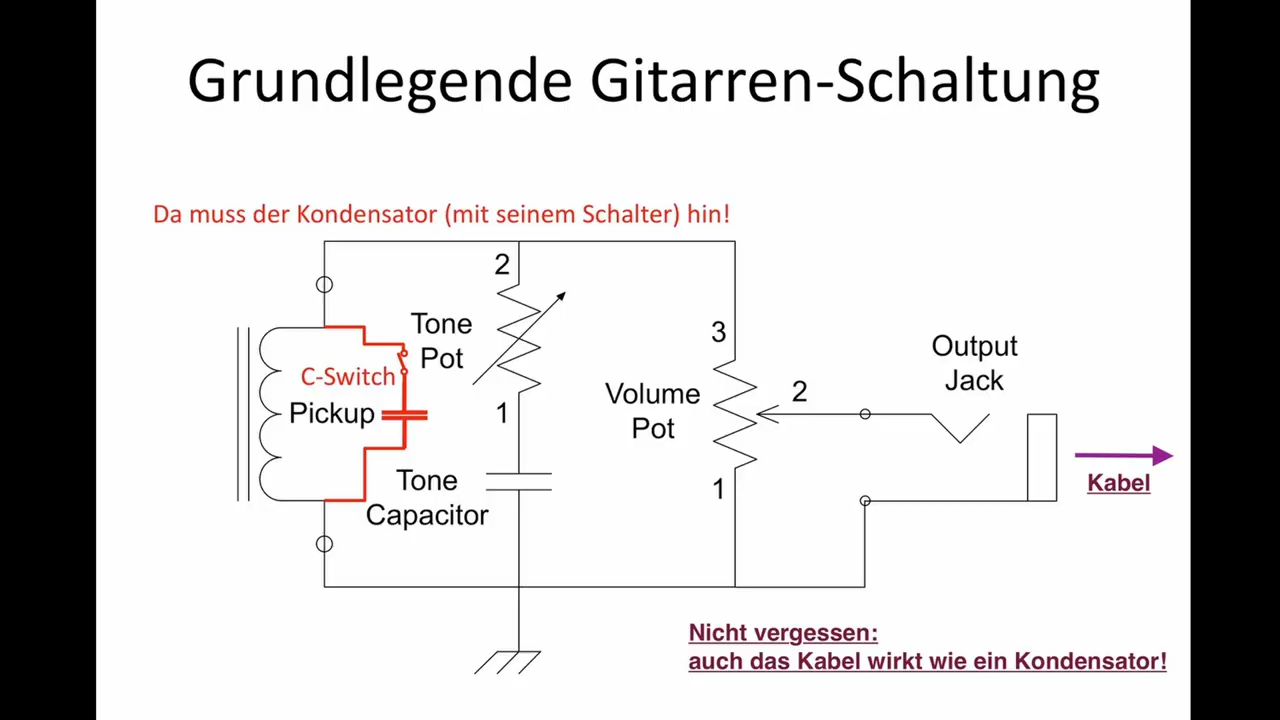 Grundlegende Gitarren-Schaltung
Da muss der Kondensator (mit seinem Schalter) hin!
2
Tone
Pot
C-Switch
Pickup
1
Tone
Capacitor
3
Volume
Pot
2
1
Output
Jack
Kabel
Nicht vergessen:
auch das Kabel wirkt wie ein Kondensator!